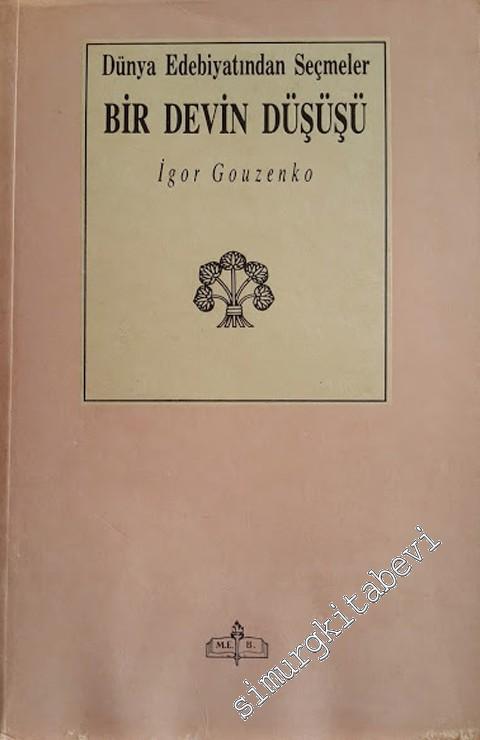 Dünya Edebiyatından Seçmeler
BİR DEVİN DÜŞÜŞÜ
İgor Gouzenko
M.E. B.
simurgkitabevi